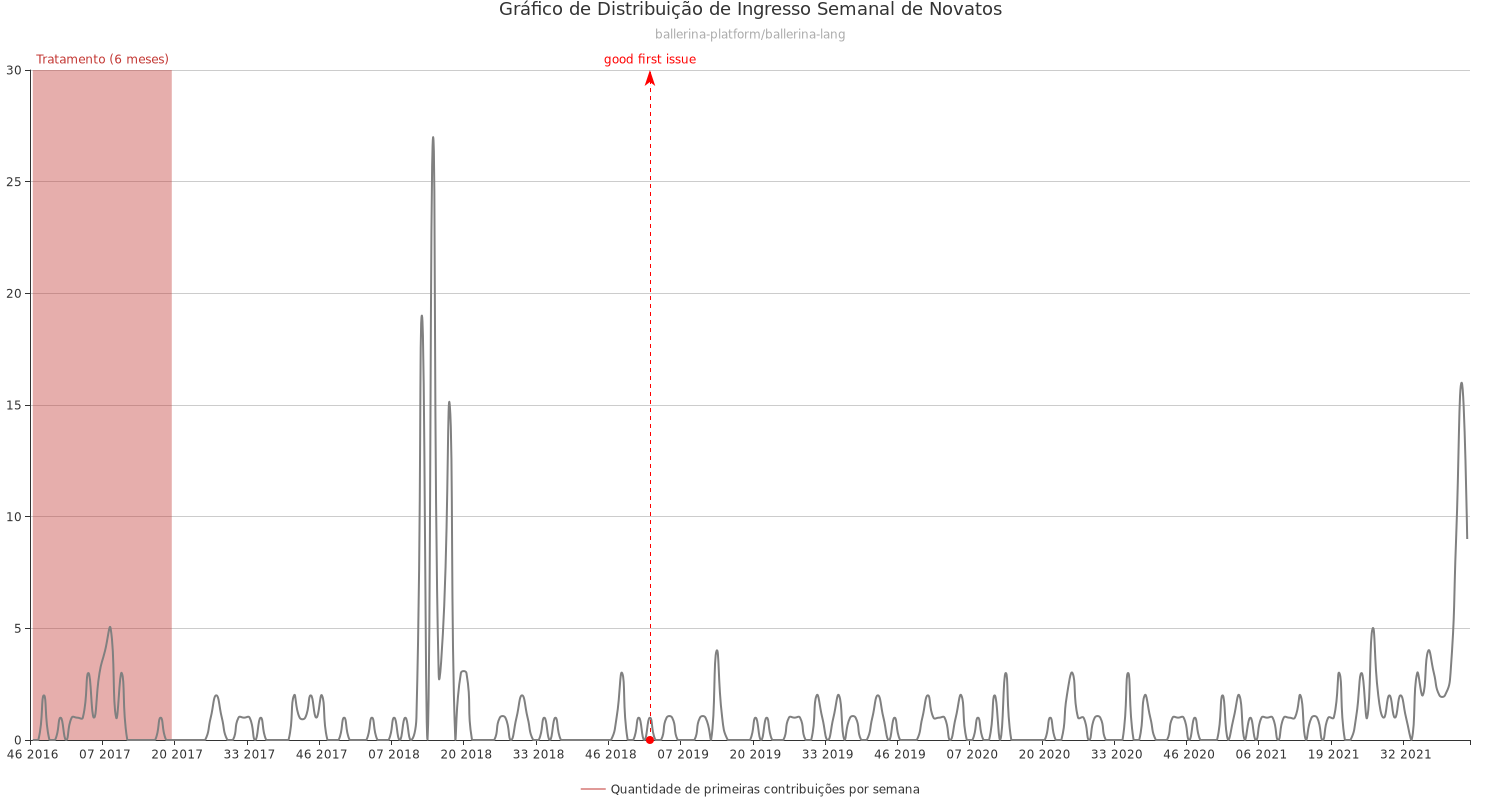 Gráfico de Distribuição de Ingresso Semanal de Novatos
ballerina-platform/ballerina-lang
Tratamento (6 meses)
good first issue
30
25
20
15
10
5
0
46 2016 07 2017 20 2017 33 2017 46 2017 07 2018 20 2018 33 2018 46 2018 07 2019 20 2019 33 2019 46 2019 07 2020 20 2020 33 2020 46 2020 06 2021 19 2021 32 2021
Quantidade de primeiras contribuições por semana